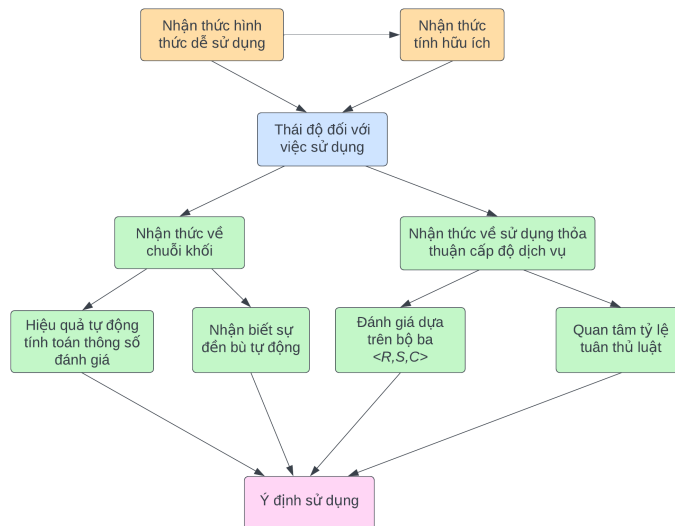 Nhận thức hình
thức dễ sử dụng
Nhận thức
tính hữu ích
Thái độ đối với
việc sử dụng
Nhận thức về
chuỗi khối
Nhận thức về sử dụng thỏa
thuận cấp độ dịch vụ
Hiệu quả tự động
tính toán thông số
đánh giá
Nhận biết sự
đền bù tự động
Đánh giá dựa
trên bộ ba
<R,S,C>
Quan tâm tỷ lệ
tuân thủ luật
Ý định sử dụng